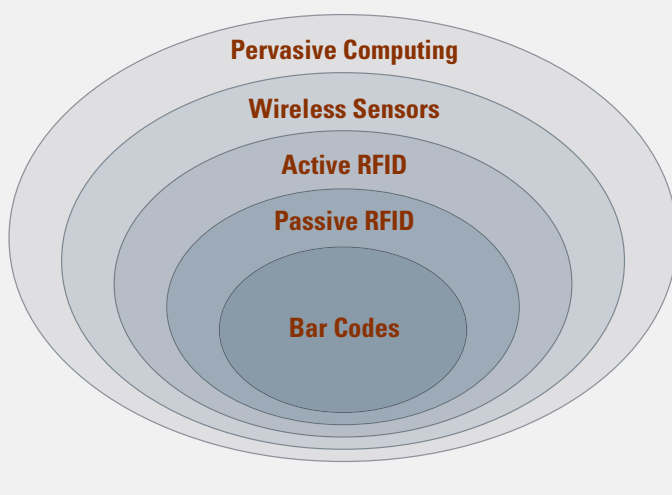 Pervasive Computing
Wireless Sensors
Active RFID
Passive RFID
Bar Codes